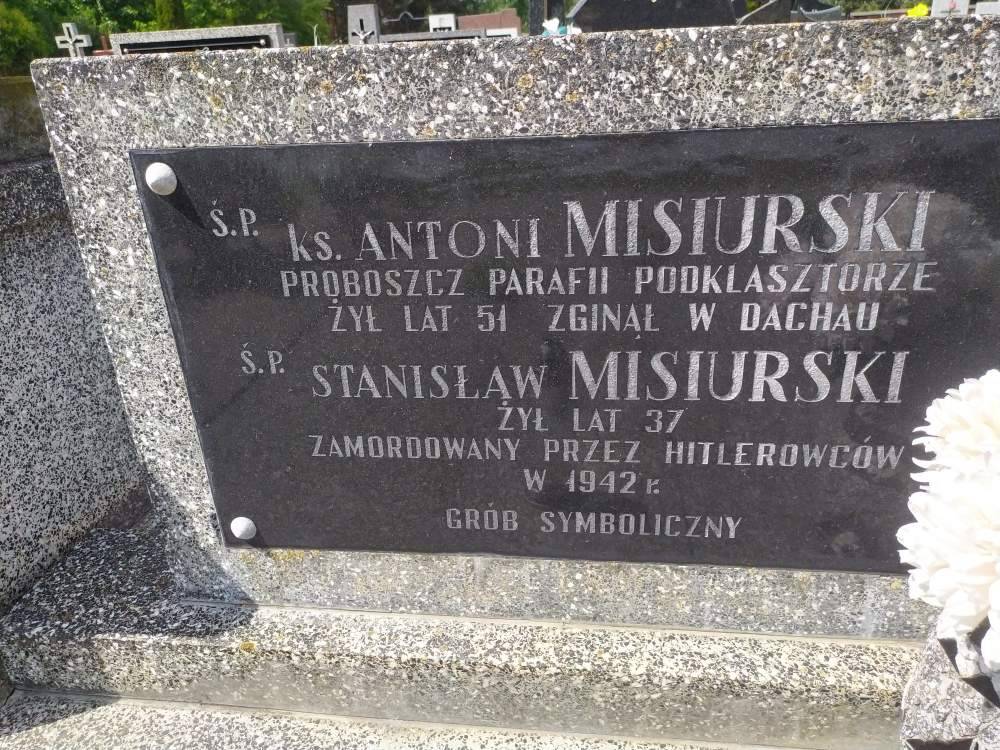 Ś.P. ks. ANTONI MISIURSKI
PROBOSZCZ PARAFII PODKLASZTORZE
ŻYŁ LAT 51 ZGINĄŁ W DACHAU
Ś.P. STANISŁAW MISIURSKI
ŻYŁ LAT 37
ZAMORDOWANY PRZEZ HITLEROWCÓW
W 1942 r.
GRÓB SYMBOLICZNY